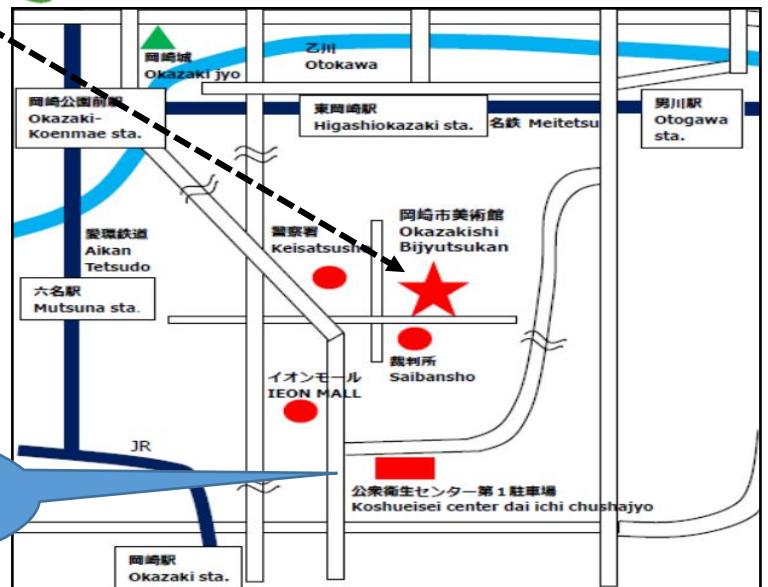 岡崎城
Okazaki jyo
乙川
Otokawa
岡崎公園前駅
Okazaki-
Koenmae sta.
東岡崎駅
Higashiokazaki sta.
名鉄 Meitetsu
男川駅
Otogawa
sta.
愛環鉄道
Aikan
Tetsudo
警察署
Keisatsusho
岡崎市美術館
Okazakishi
Bijyutsukan
六名駅
Mutsuna sta.
裁判所
Saibansho
イオンモール
IEON MALL
JR
公衆衛生センター第１駐車場
Koshueisei center dai ichi chushajyo
岡崎駅
Okazaki sta.